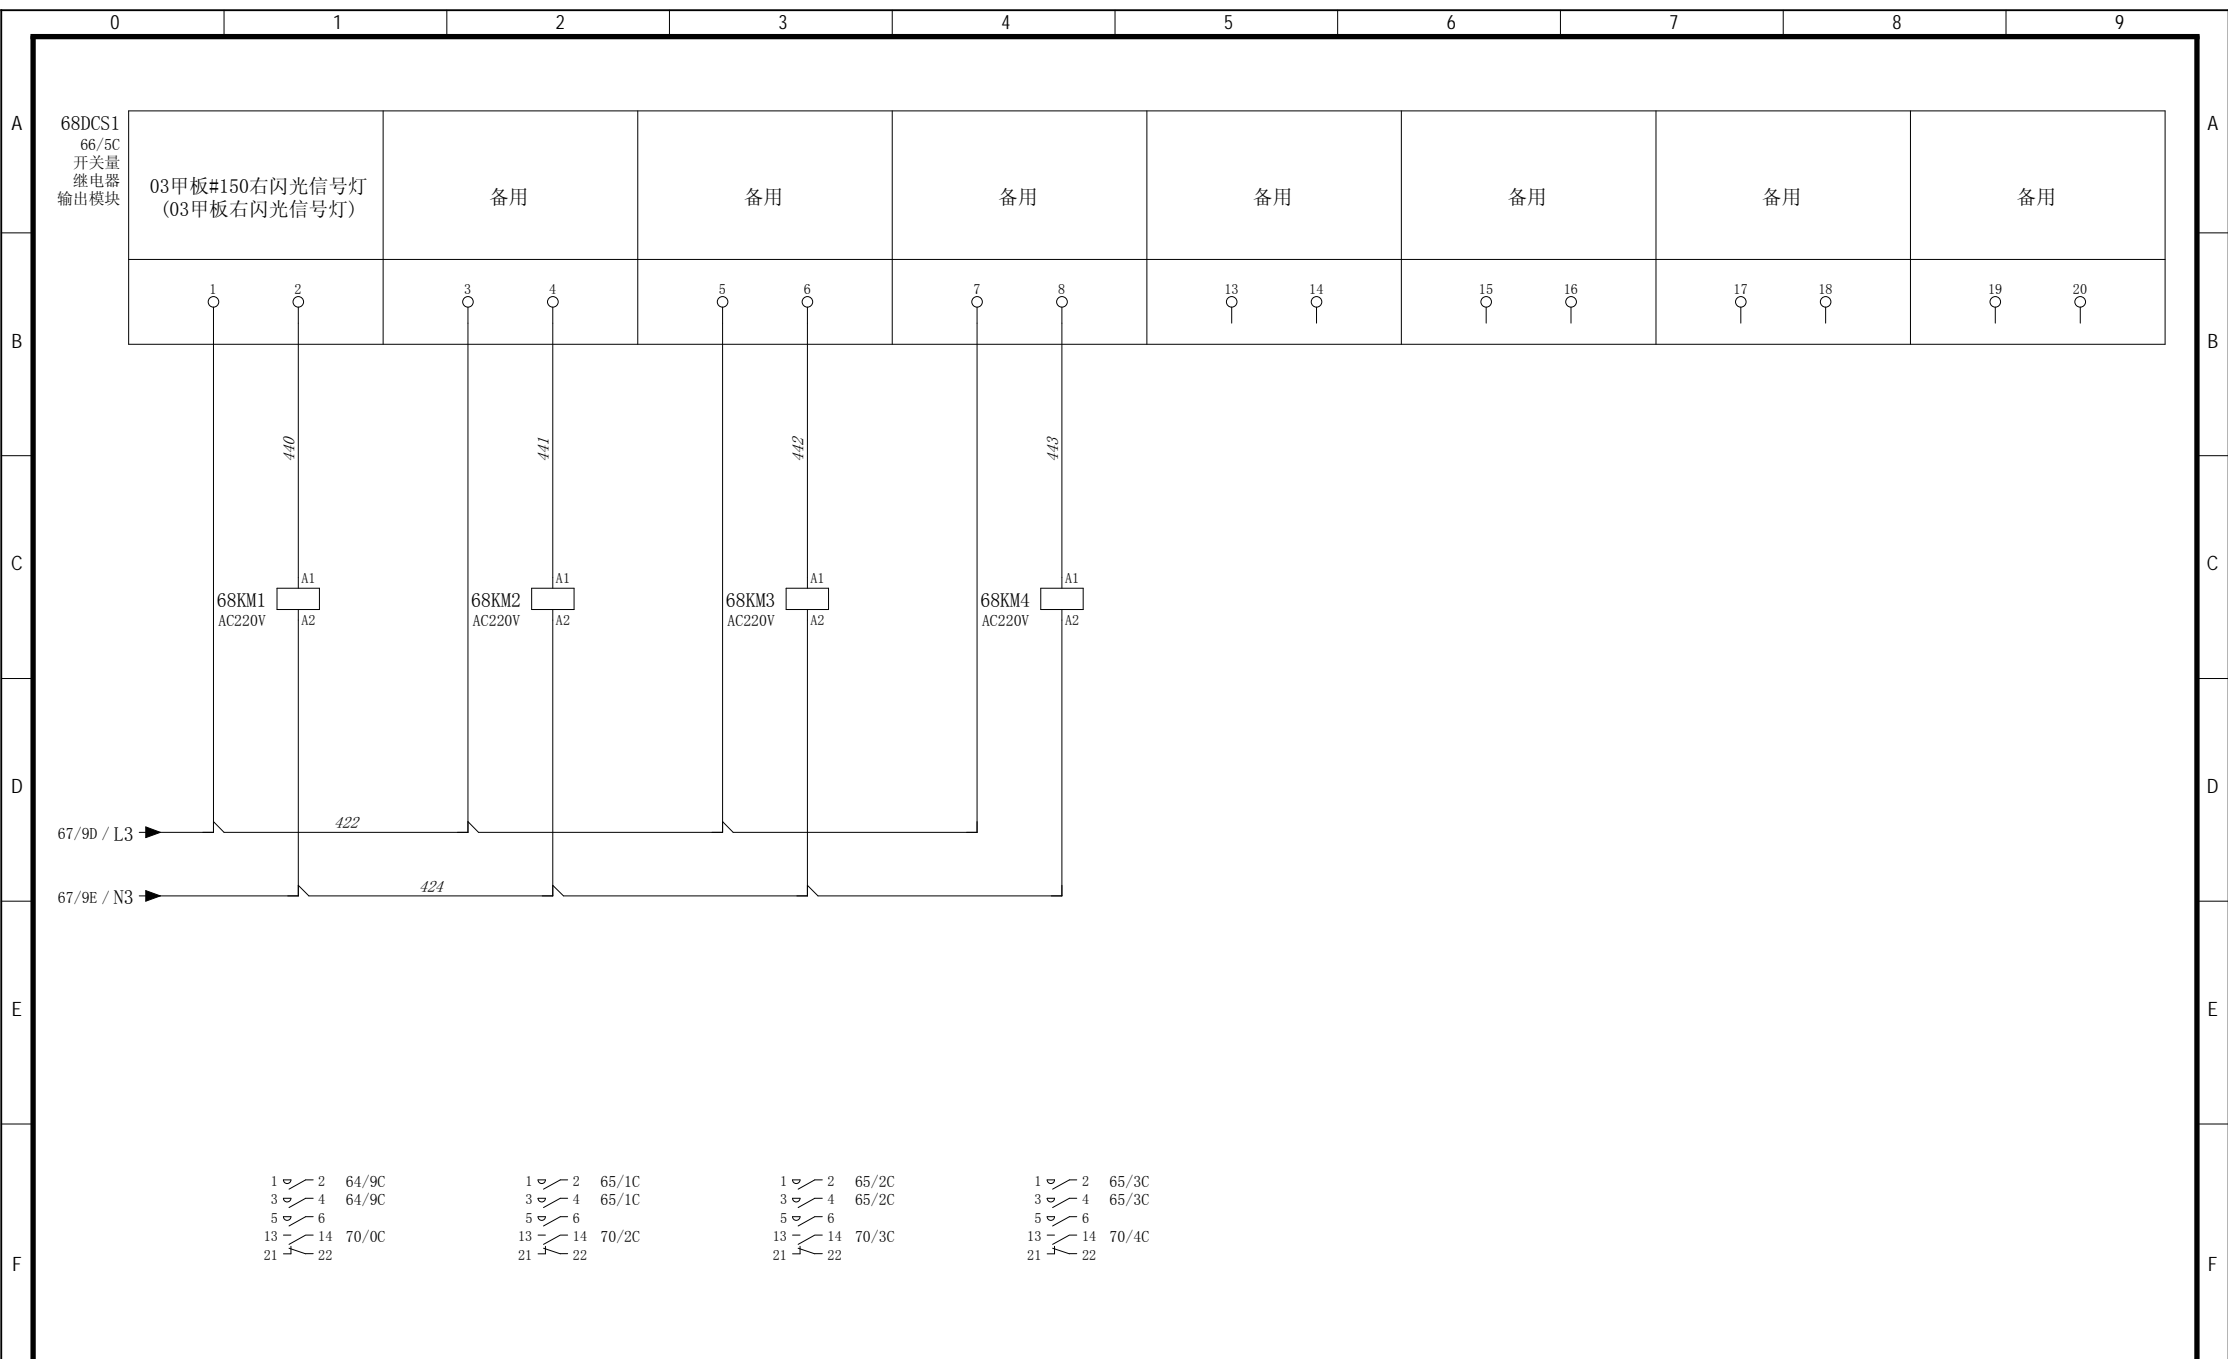 0 1 2 3 4 5 6 7 8 9
A A
68DCS1
66/5C
开关量
继电器
输出模块
03甲板#150右闪光信号灯
(03甲板右闪光信号灯)
备用 备用 备用 备用 备用 备用 备用
1 2 3 4 5 6 7 8 13 14 15 16 17 18 19 20
B B
440 441 442 443
C C
A1 A1 A1 A1
68KM1 68KM2 68KM3 68KM4
AC220V A2 AC220V A2 AC220V A2 AC220V A2
D D
422
67/9D / L3
424
67/9E / N3
E E
1 2 64/9C 1 2 65/1C 1 2 65/2C 1 2 65/3C
3 4 64/9C 3 4 65/1C 3 4 65/2C 3 4 65/3C
5 6 5 6 5 6 5 6
13 14 70/0C 13 14 70/2C 13 14 70/3C 13 14 70/4C
21 22 21 22 21 22 21 22
F F